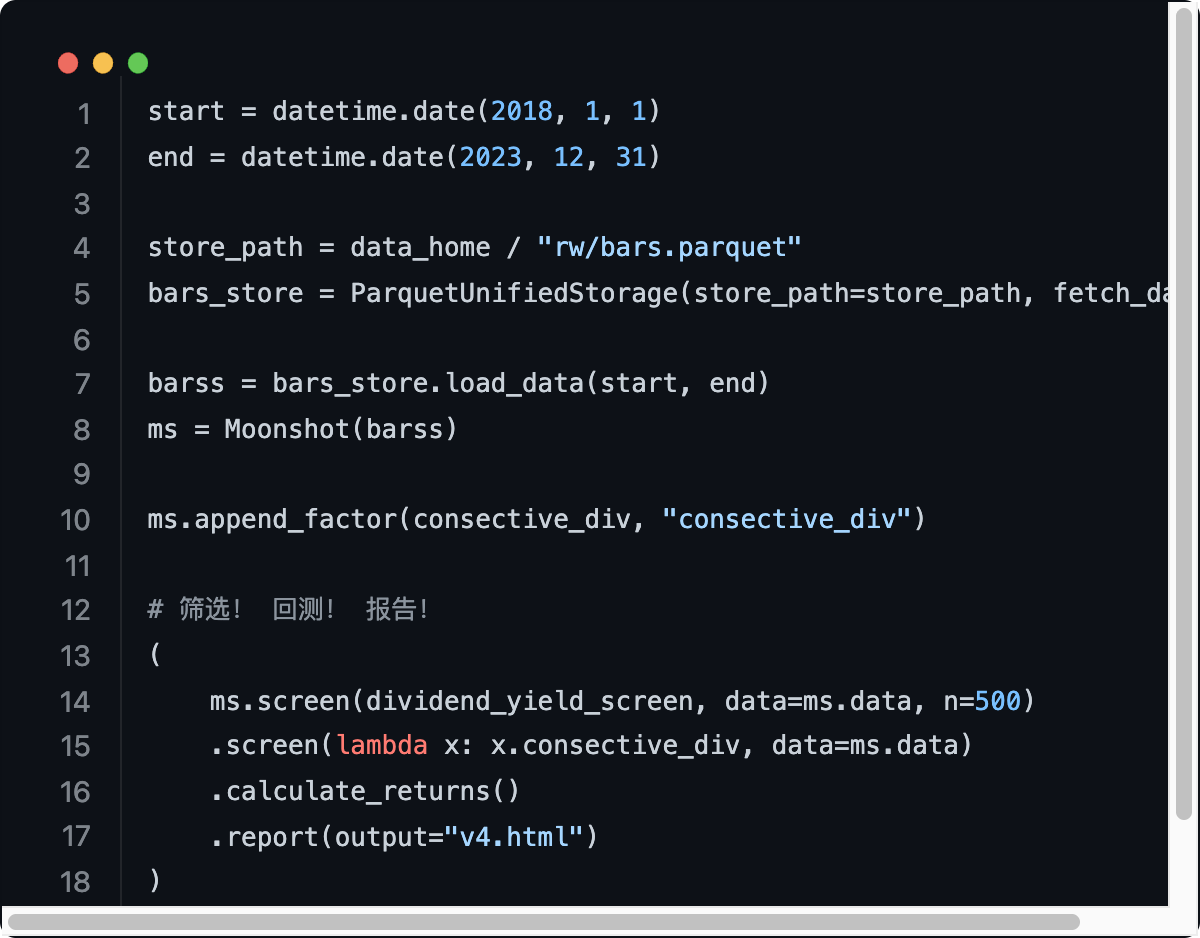 1 start = datetime.date(2018, 1, 1)
2 end = datetime.date(2023, 12, 31)
3
4 store_path = data_home / "rw/bars.parquet"
5 bars_store = ParquetUnifiedStorage(store_path=store_path, fetch_da
6
7 barss = bars_store.load_data(start, end)
8 ms = Moonshot(barss)
9
10 ms.append_factor(consective_div, "consective_div")
11
12 # 筛选! 回测! 报告!
13 (
14     ms.screen(dividend_yield_screen, data=ms.data, n=500)
15     .screen(lambda x: x.consective_div, data=ms.data)
16     .calculate_returns()
17     .report(output="v4.html")
18 )